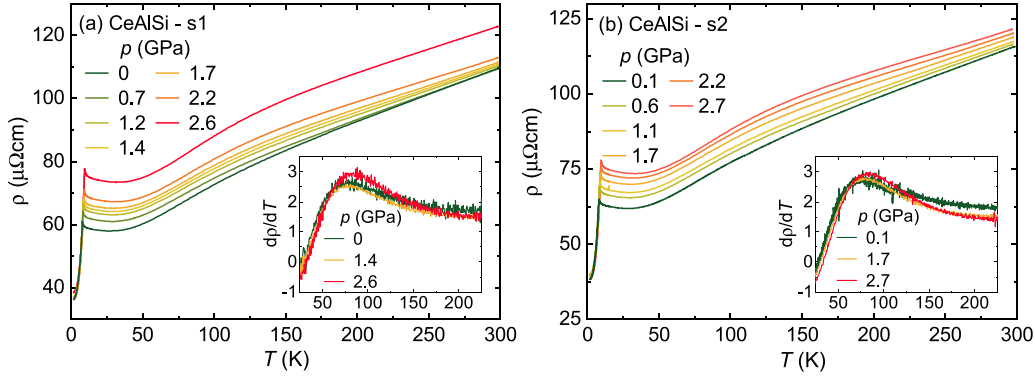 (a) CeAlSi - s1
p (GPa)
0
0.7
1.2
1.4
1.7
2.2
2.6
120
100
80
60
40
ρ (μΩcm)
0 50 100 150 200 250 300
T (K)
3
2
1
0
-1
dρ/dT
p (GPa)
0
1.4
2.6
50 100 150 200
(b) CeAlSi - s2
p (GPa)
0.1
0.6
1.1
1.7
2.2
2.7
125
100
75
50
25
ρ (μΩcm)
0 50 100 150 200 250 300
T (K)
3
2
1
0
-1
dρ/dT
p (GPa)
0.1
1.7
2.7
50 100 150 200